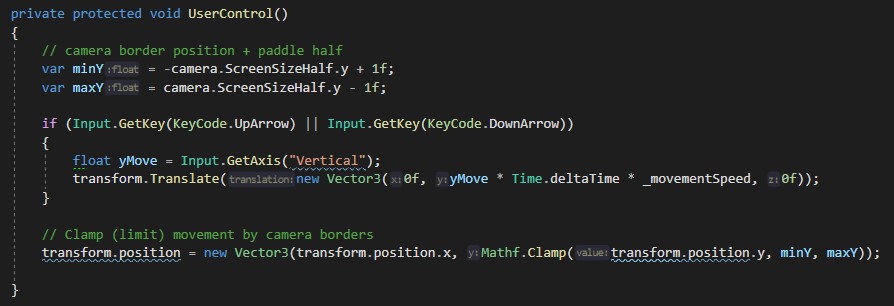 private protected void UserControl()
{
// camera border position + paddle half
var minY :float = -camera.ScreenSizeHalf.y + 1f;
var maxY :float = camera.ScreenSizeHalf.y - 1f;
if (Input.GetKey(KeyCode.UpArrow) || Input.GetKey(KeyCode.DownArrow))
{
float yMove = Input.GetAxis("Vertical");
transform.Translate( translation: new Vector3( x: 0f, y: yMove * Time.deltaTime * _movementSpeed, z: 0f));
}
// Clamp (limit) movement by camera borders
transform.position = new Vector3(transform.position.x, y: Mathf.Clamp( value: transform.position.y, minY, maxY));
}